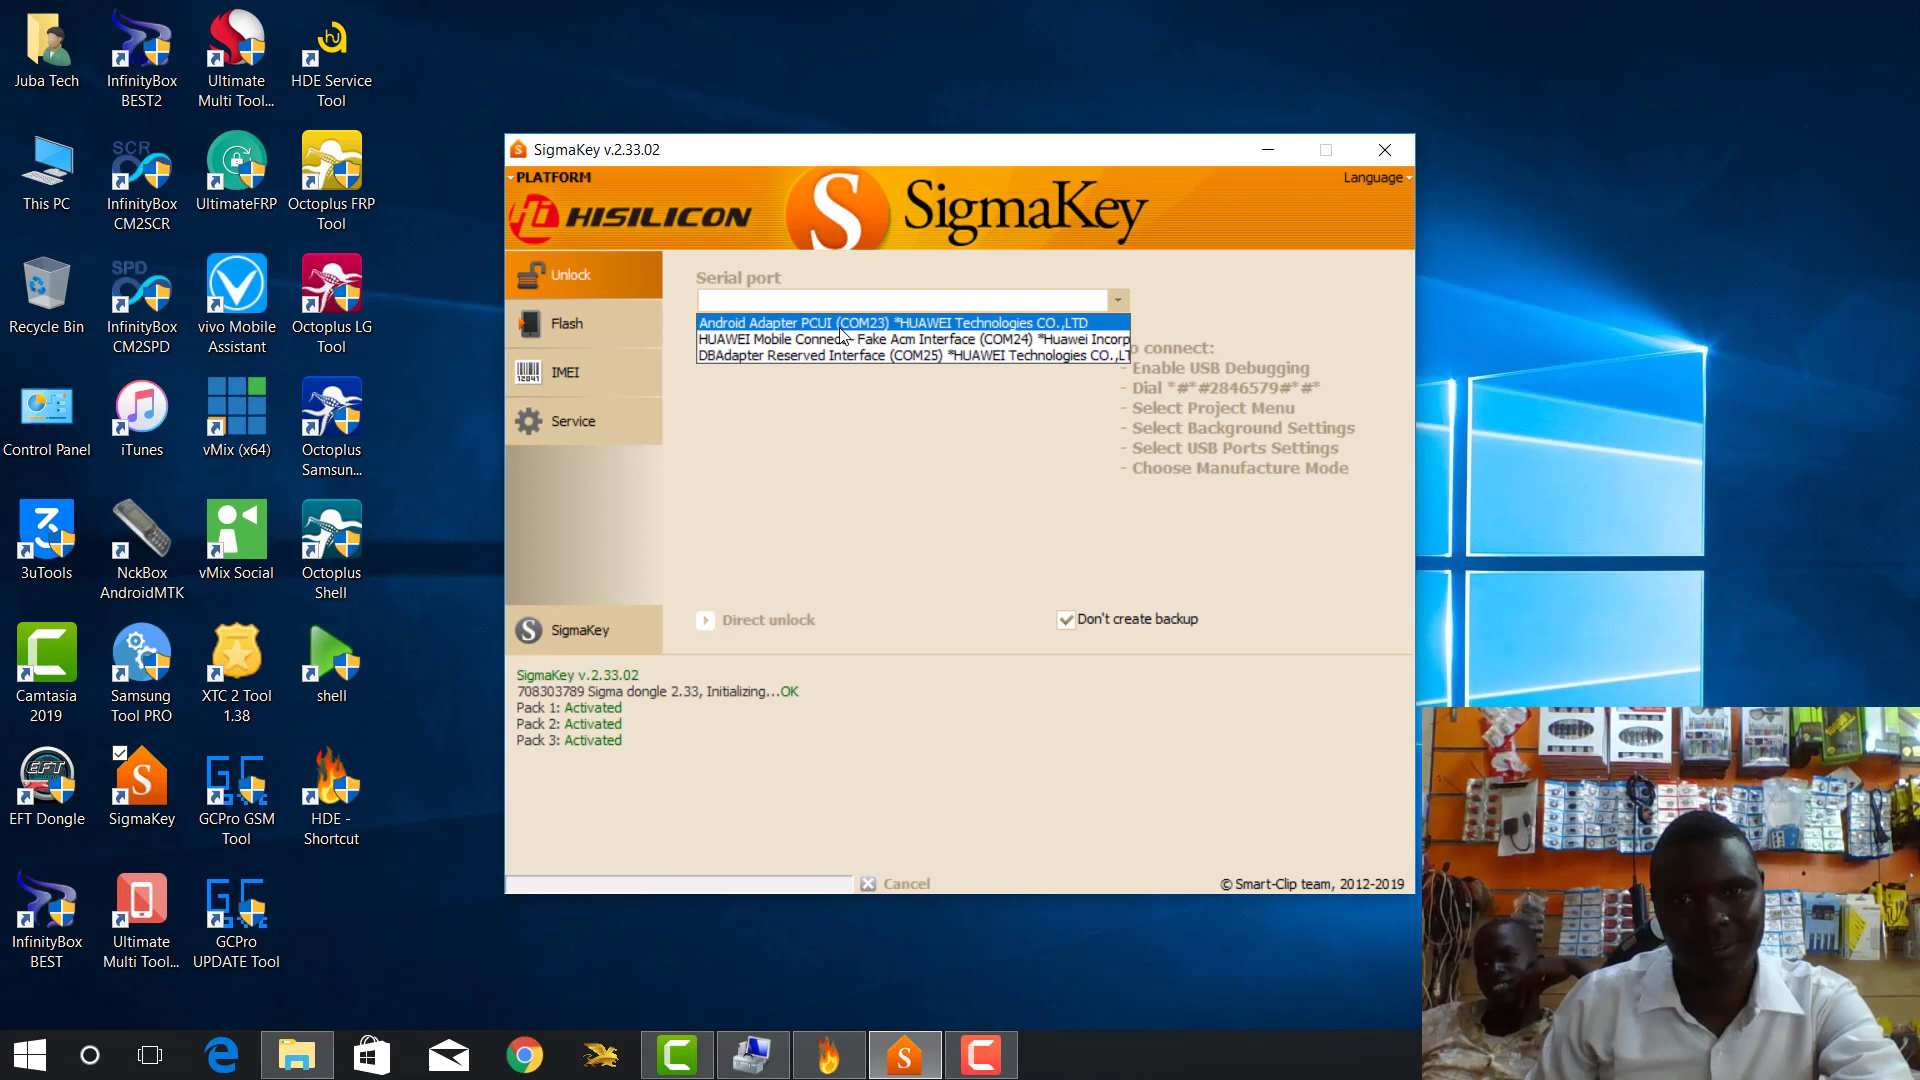 Juba Tech
InfinityBox
BEST2
Ultimate
Multi Tool...
HDE Service
Tool
This PC
SCR
InfinityBox
CM2SCR
UltimateFRP
Octoplus FRP
Tool
Recycle Bin
SPD
InfinityBox
CM2SPD
vivo Mobile
Assistant
Octoplus LG
Tool
Control Panel
iTunes
vMix (x64)
Octoplus
Samsun...
3uTools
NckBox
AndroidMTK
vMix Social
Octoplus
Shell
Camtasia
2019
Samsung
Tool PRO
XTC 2 Tool
1.38
shell
EFT
EFT Dongle
S
SigmaKey
GCPro GSM
Tool
HDE -
Shortcut
InfinityBox
BEST
Ultimate
Multi Tool...
GCPro
UPDATE Tool
SigmaKey v.2.33.02
PLATFORM
Language
HISILICON
S
SigmaKey
Unlock
Flash
IMEI
Service
SigmaKey
Serial port
Android Adapter PCUI (COM23) *HUAWEI Technologies CO.,LTD
HUAWEI Mobile Connect - Fake Acm Interface (COM24) *Huawei Incorp
DBAdapter Reserved Interface (COM25) *HUAWEI Technologies CO.,LT
o connect:
- Enable USB Debugging
- Dial *#*#2846579#*#*
- Select Project Menu
- Select Background Settings
- Select USB Ports Settings
- Choose Manufacture Mode
Direct unlock
Don't create backup
SigmaKey v.2.33.02
708303789 Sigma dongle 2.33, Initializing...OK
Pack 1: Activated
Pack 2: Activated
Pack 3: Activated
Cancel
© Smart-Clip team, 2012-2019